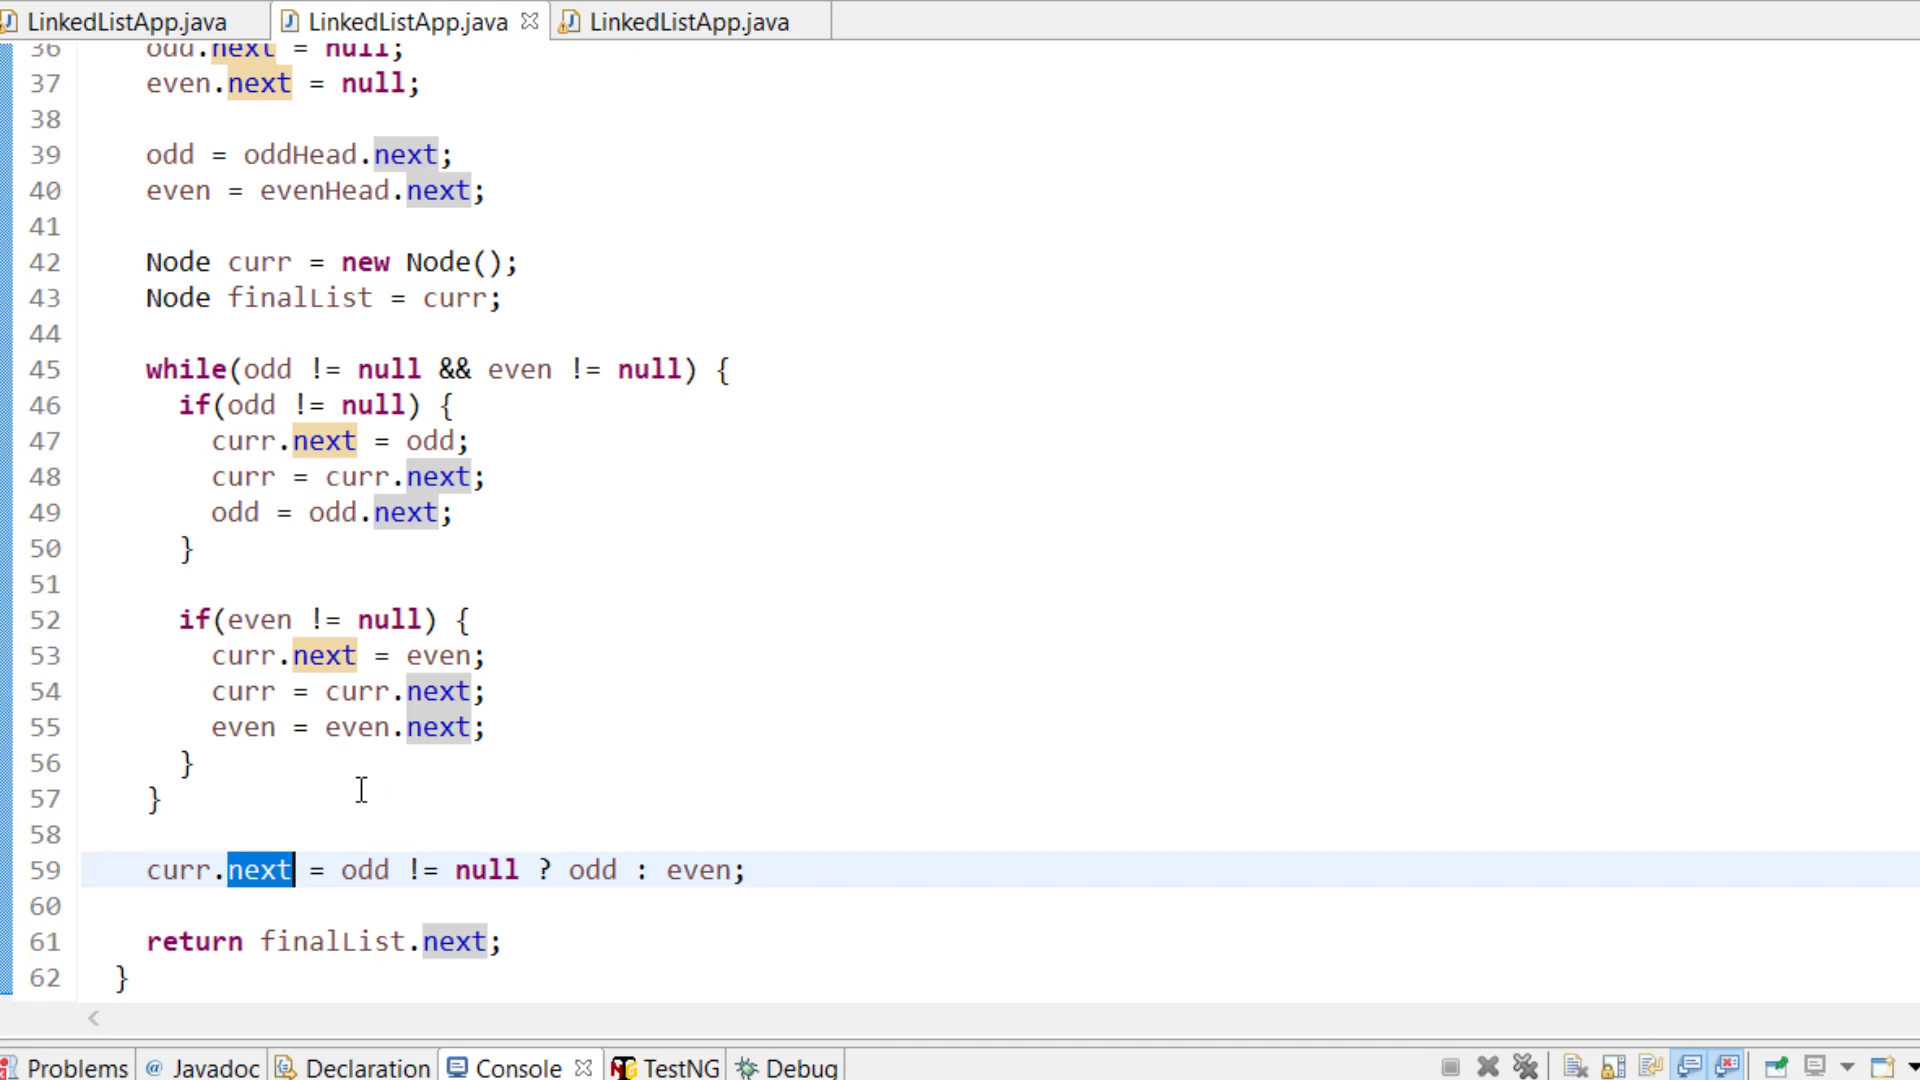 LinkedListApp.java LinkedListApp.java LinkedListApp.java
36 odd.next = null;
37 even.next = null;
38
39 odd = oddHead.next;
40 even = evenHead.next;
41
42 Node curr = new Node();
43 Node finalList = curr;
44
45 while(odd != null && even != null) {
46 if(odd != null) {
47 curr.next = odd;
48 curr = curr.next;
49 odd = odd.next;
50 }
51
52 if(even != null) {
53 curr.next = even;
54 curr = curr.next;
55 even = even.next;
56 }
57 }
58
59 curr.next = odd != null ? odd : even;
60
61 return finalList.next;
62 }
Problems @ Javadoc Declaration Console TestNG Debug